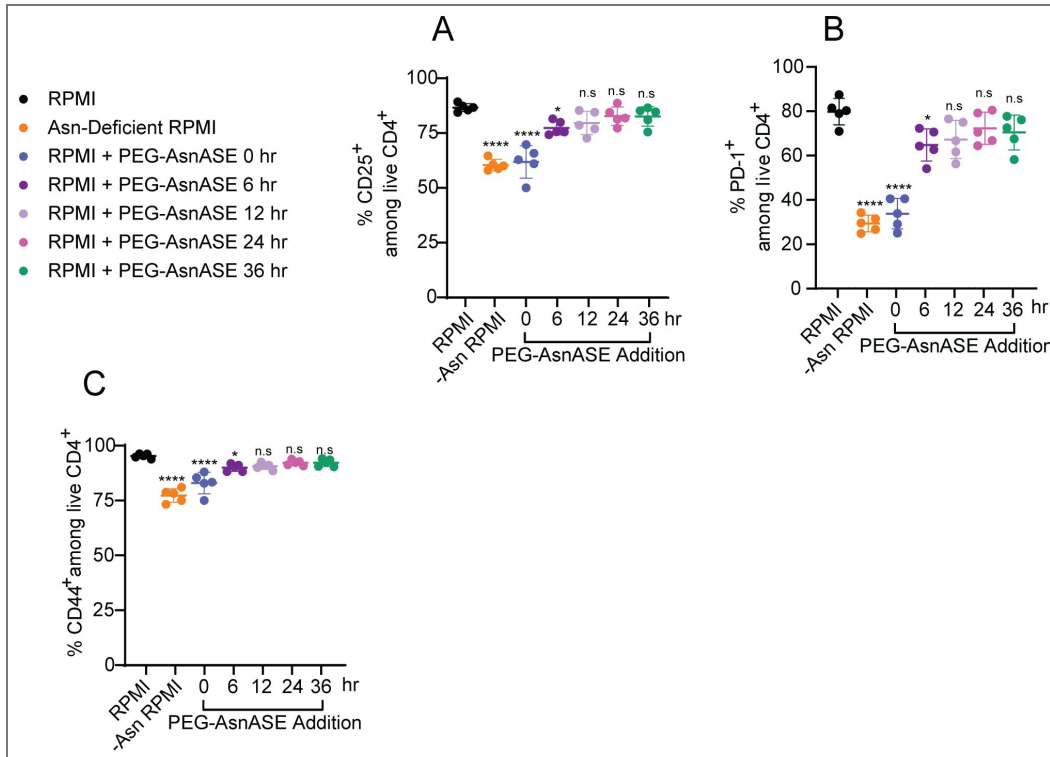 A
B
RPMI
Asn-Deficient RPMI
RPMI + PEG-AsnASE 0 hr
RPMI + PEG-AsnASE 6 hr
RPMI + PEG-AsnASE 12 hr
RPMI + PEG-AsnASE 24 hr
RPMI + PEG-AsnASE 36 hr
% CD25⁺
among live CD4⁺
100
75
50
25
0
**** **** * n.s n.s n.s
RPMI -Asn RPMI 0 6 12 24 36 hr
PEG-AsnASE Addition
% PD-1⁺
among live CD4⁺
100
80
60
40
20
0
**** **** * n.s n.s n.s
RPMI -Asn RPMI 0 6 12 24 36 hr
PEG-AsnASE Addition
C
% CD44⁺ among live CD4⁺
100
75
50
25
0
**** **** * n.s n.s n.s
RPMI -Asn RPMI 0 6 12 24 36 hr
PEG-AsnASE Addition